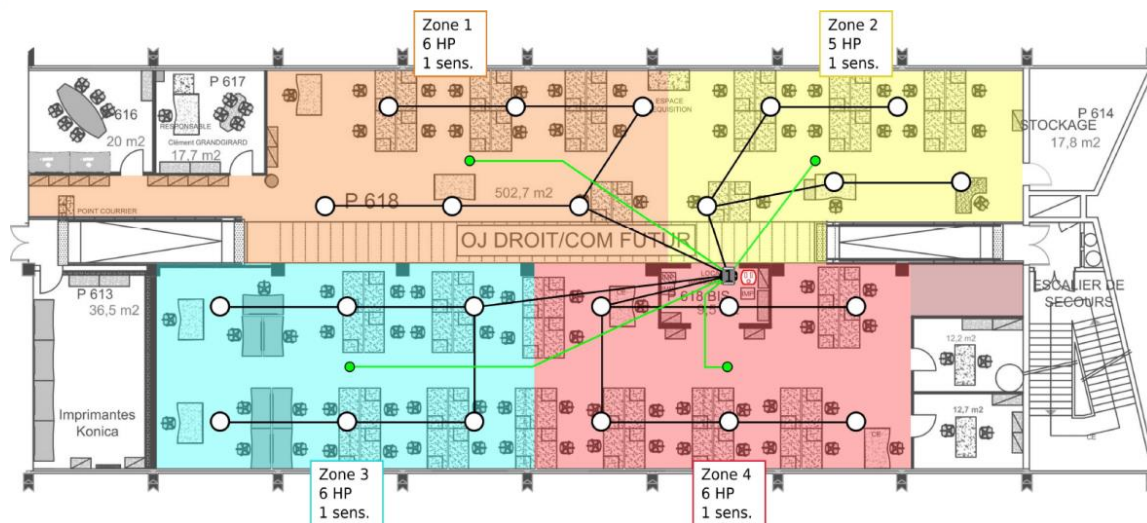 Zone 1
6 HP
1 sens.
Zone 2
5 HP
1 sens.
P 617
616
20 m2
RESPONSABLE
Clément GRANDGIRARD
17,7 m2
ESPACE
P 614
STOCKAGE
17,8 m2
P 618
502,7 m2
POINT COURRIER
OJ DROIT/COM FUTUR
1
P 613
36,5 m2
P 618 BIS
IMP
ESCALIER DE
SECOURS
12,2 m2
12,7 m2
Imprimantes
Konica
Zone 3
6 HP
1 sens.
Zone 4
6 HP
1 sens.